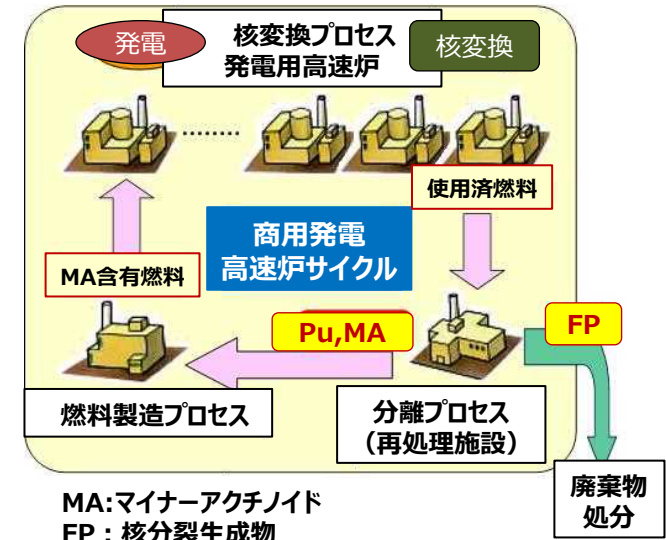 発電
核変換プロセス
発電用高速炉
核変換
········
使用済燃料
商用発電
高速炉サイクル
MA含有燃料
Pu,MA
FP
燃料製造プロセス
分離プロセス
（再処理施設）
廃棄物
処分
MA:マイナーアクチノイド
FP：核分裂生成物